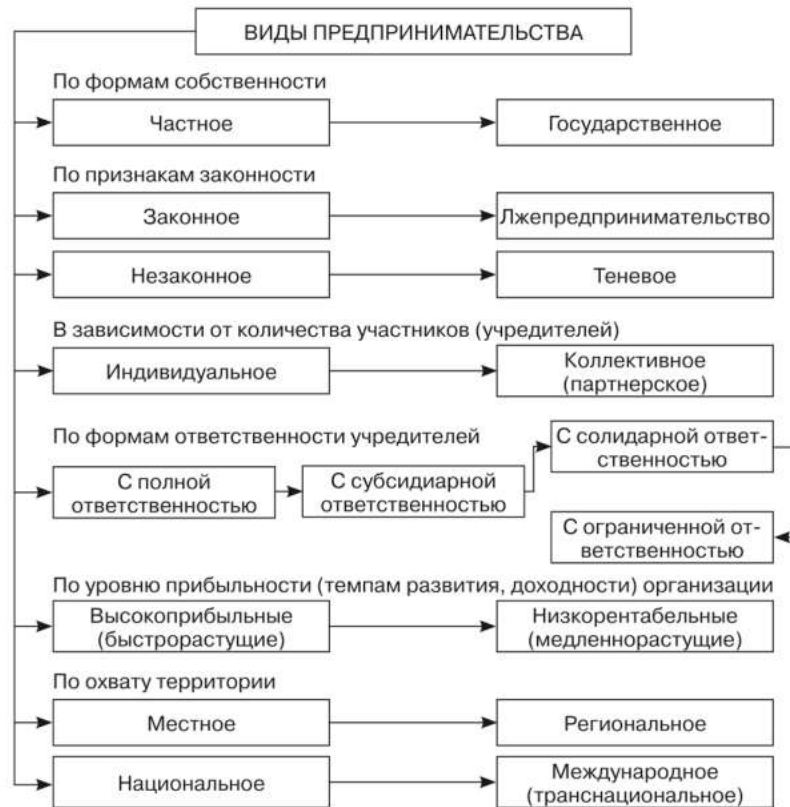 ВИДЫ ПРЕДПРИНИМАТЕЛЬСТВА
По формам собственности
Частное
Государственное
По признакам законности
Законное
Лжепредпринимательство
Незаконное
Теневое
В зависимости от количества участников (учредителей)
Индивидуальное
Коллективное
(партнерское)
По формам ответственности учредителей
С полной
ответственностью
С субсидиарной
ответственностью
С солидарной ответ-
ственностью
С ограниченной от-
ветственностью
По уровню прибыльности (темпам развития, доходности) организации
Высокоприбыльные
(быстрорастущие)
Низкорентабельные
(медленнорастущие)
По охвату территории
Местное
Региональное
Национальное
Международное
(транснациональное)